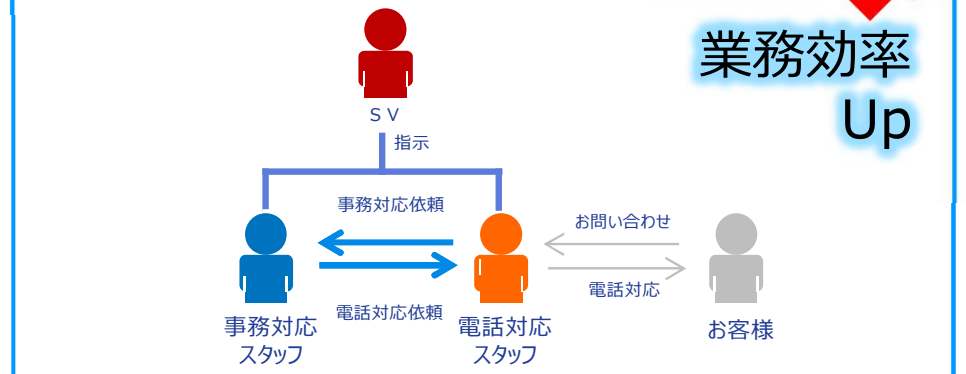 業務効率
Up
ＳＶ
指示
事務対応依頼
お問い合わせ
電話対応
電話対応依頼
事務対応
スタッフ
電話対応
スタッフ
お客様